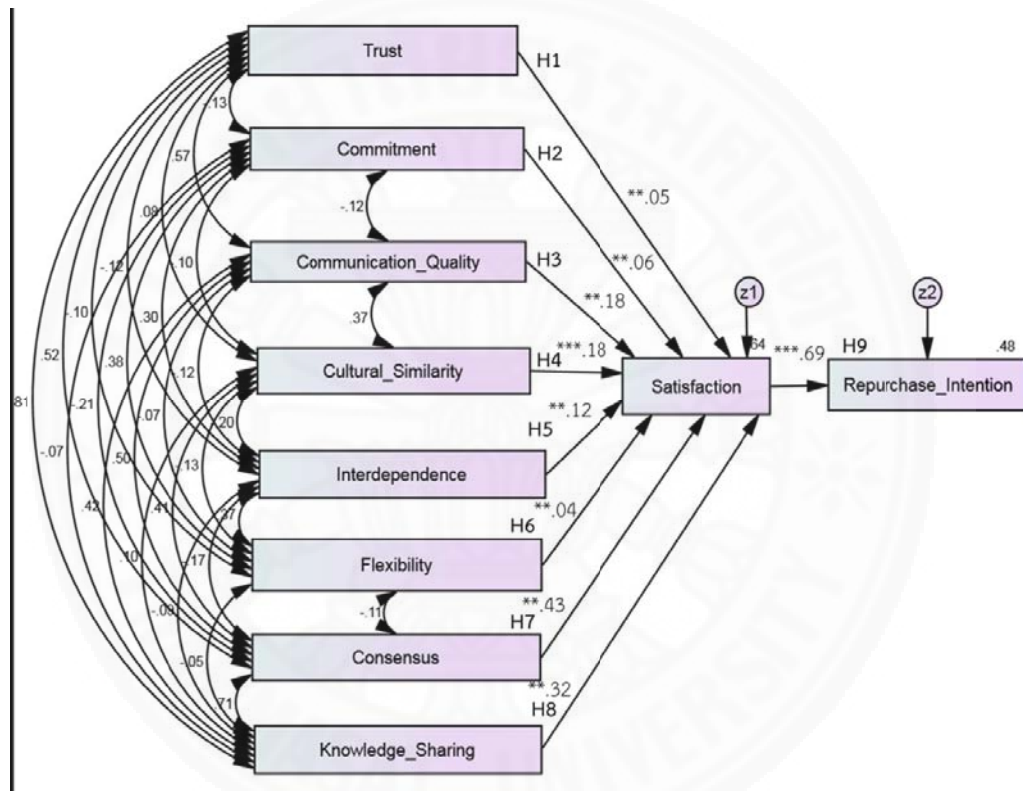 Trust
H1
-.13
Commitment
H2
.57
**.05
.08
-.12
-.12
.10
**.06
Communication_Quality
H3
z1
z2
-.10
.30
**.18
.52
.38
.37
***.18
.64
***.69
H9
.48
.12
H4
Cultural_Similarity
Satisfaction
Repurchase_Intention
.81
-.21
.07
**.12
.20
H5
-.07
.50
-.13
Interdependence
.42
.41
.37
**.04
H6
.10
.17
Flexibility
-.09
-.11
**.43
H7
-.05
Consensus
**.32
.71
H8
Knowledge_Sharing
UNIVERSITY